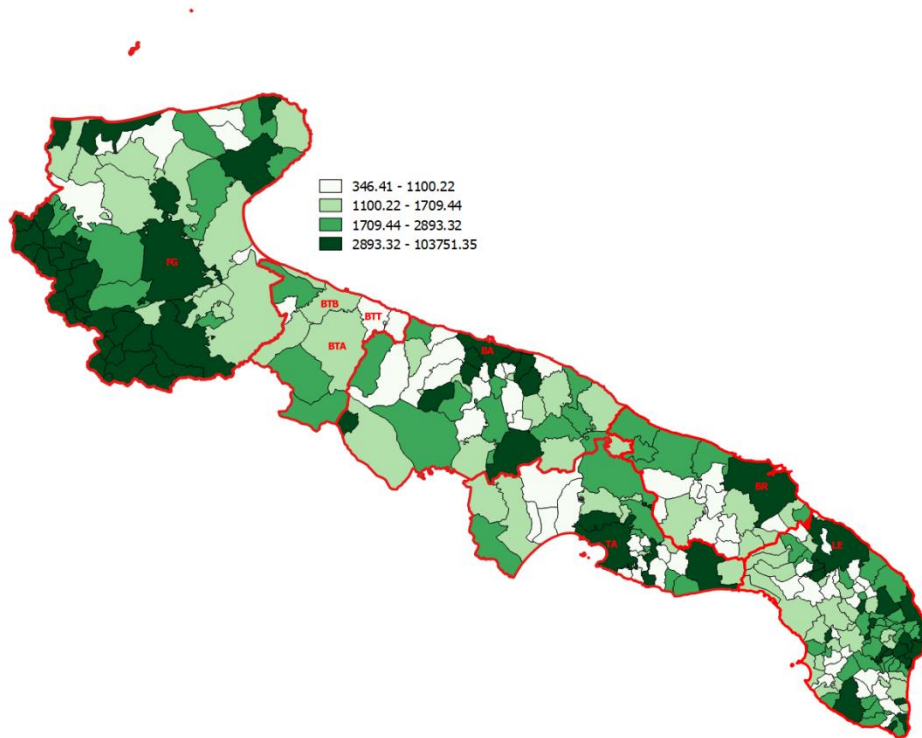 346.41 - 1100.22
1100.22 - 1709.44
1709.44 - 2893.32
2893.32 - 103751.35
FG
BTB
BTT
BTA
BA
BR
TA
LE